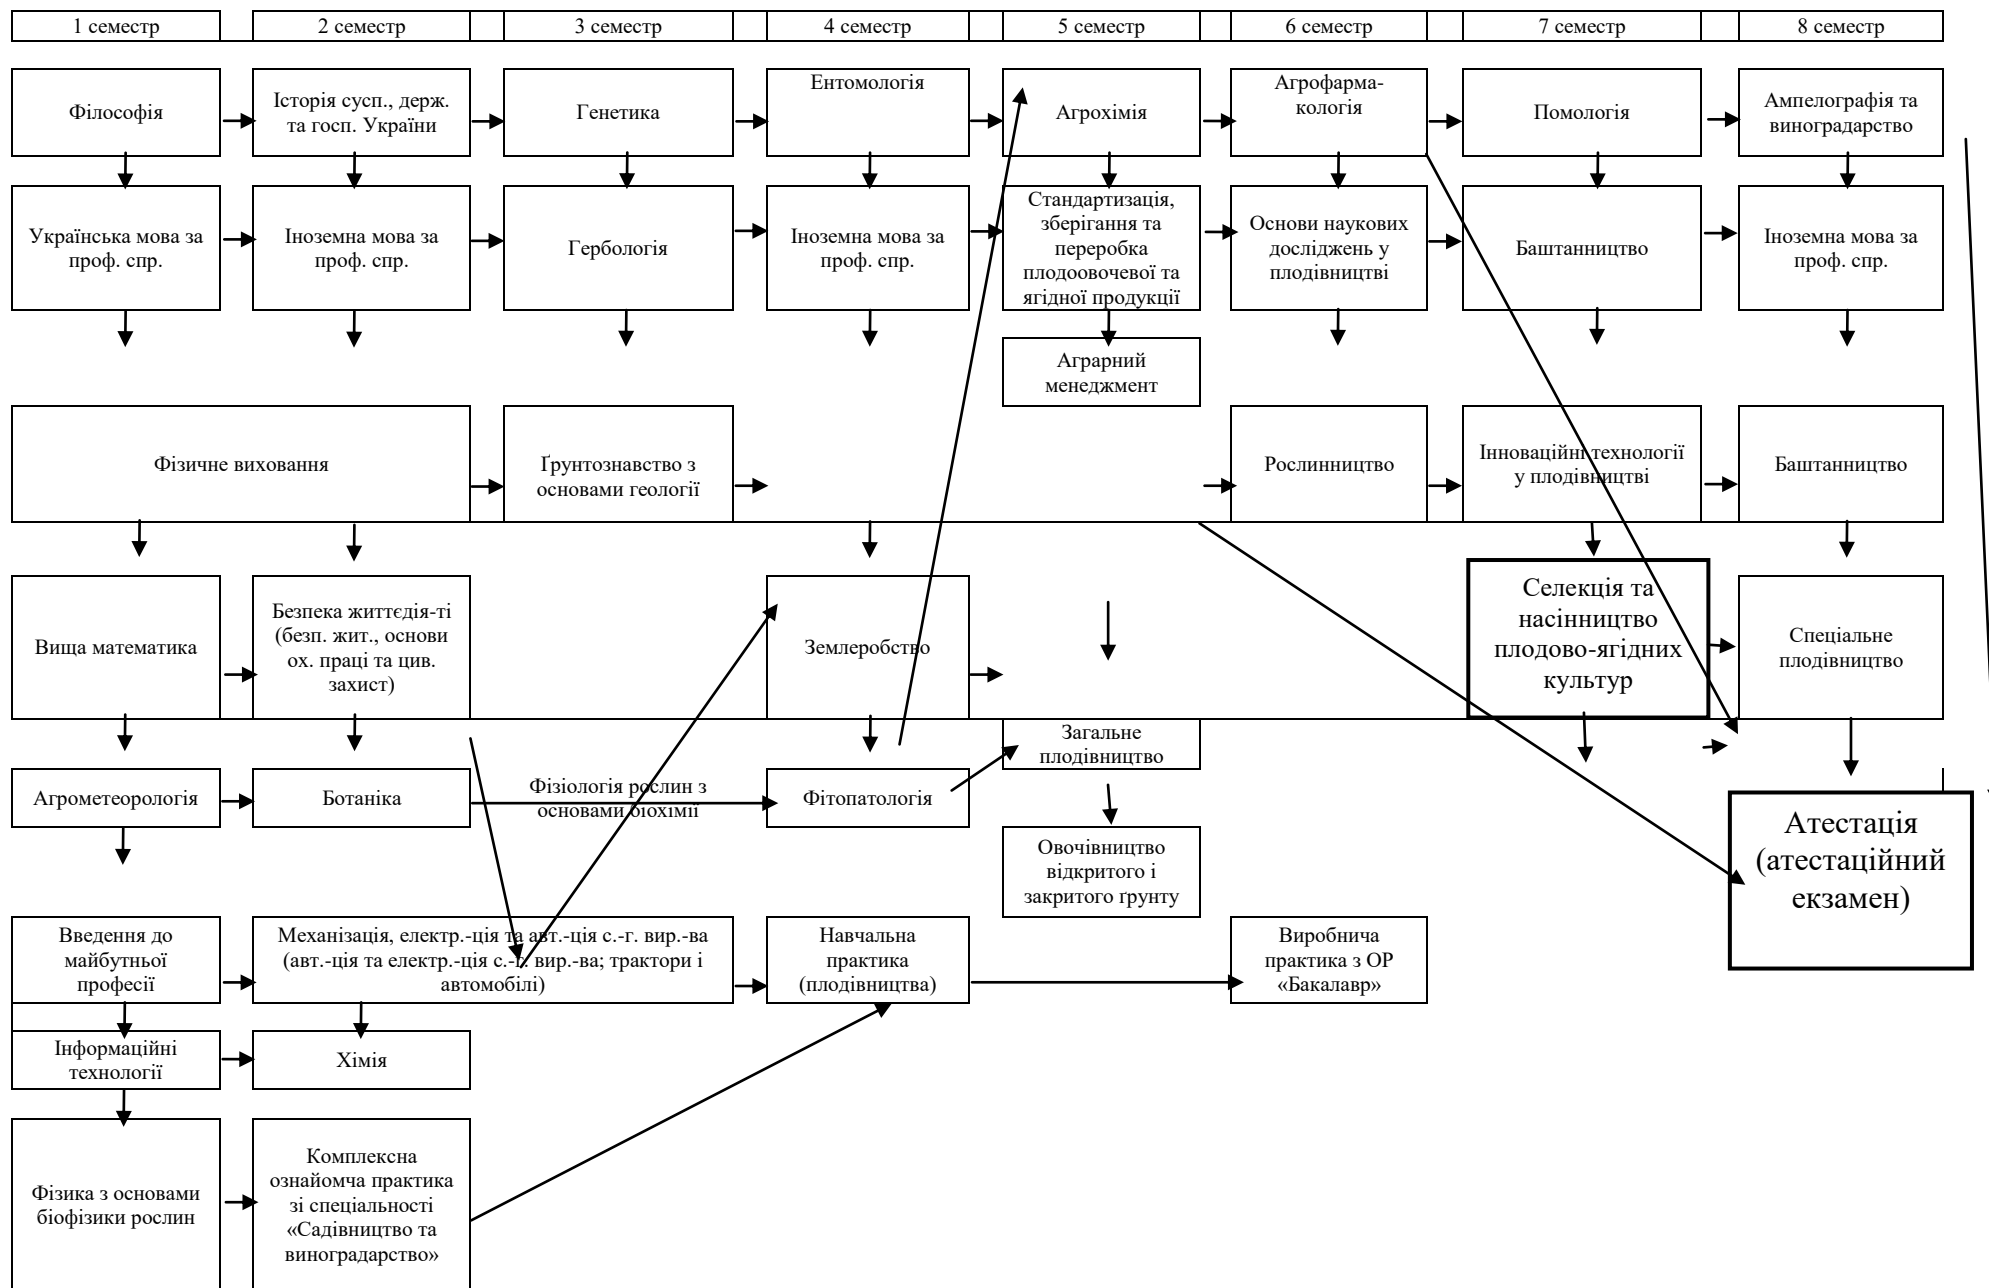 1 семестр
2 семестр
3 семестр
4 семестр
5 семестр
6 семестр
7 семестр
8 семестр
Філософія
Історія сусп., держ.
та госп. України
Генетика
Ентомологія
Агрохімія
Агрофарма-
кологія
Помологія
Ампелографія та
виноградарство
Українська мова за
проф. спр.
Іноземна мова за
проф. спр.
Гербологія
Іноземна мова за
проф. спр.
Стандартизація,
зберігання та
переробка
плодоовочевої та
ягідної продукції
Основи наукових
досліджень у
плодівництві
Баштанництво
Іноземна мова за
проф. спр.
Аграрний
менеджмент
Фізичне виховання
Ґрунтознавство з
основами геології
Рослинництво
Інноваційні технології
у плодівництві
Баштанництво
Вища математика
Безпека життєдія-ті
(безп. жит., основи
ох. праці та цив.
захист)
Землеробство
Селекція та
насінництво
плодово-ягідних
культур
Спеціальне
плодівництво
Загальне
плодівництво
Агрометеорологія
Ботаніка
Фізіологія рослин з
основами біохімії
Фітопатологія
Овочівництво
відкритого і
закритого ґрунту
Атестація
(атестаційний
екзамен)
Введення до
майбутньої
професії
Механізація, електр.-ція та авт.-ція с.-г. вир.-ва
(авт.-ція та електр.-ція с.-г. вир.-ва; трактори і
автомобілі)
Навчальна
практика
(плодівництва)
Виробнича
практика з ОР
«Бакалавр»
Інформаційні
технології
Хімія
Фізика з основами
біофізики рослин
Комплексна
ознайомча практика
зі спеціальності
«Садівництво та
виноградарство»